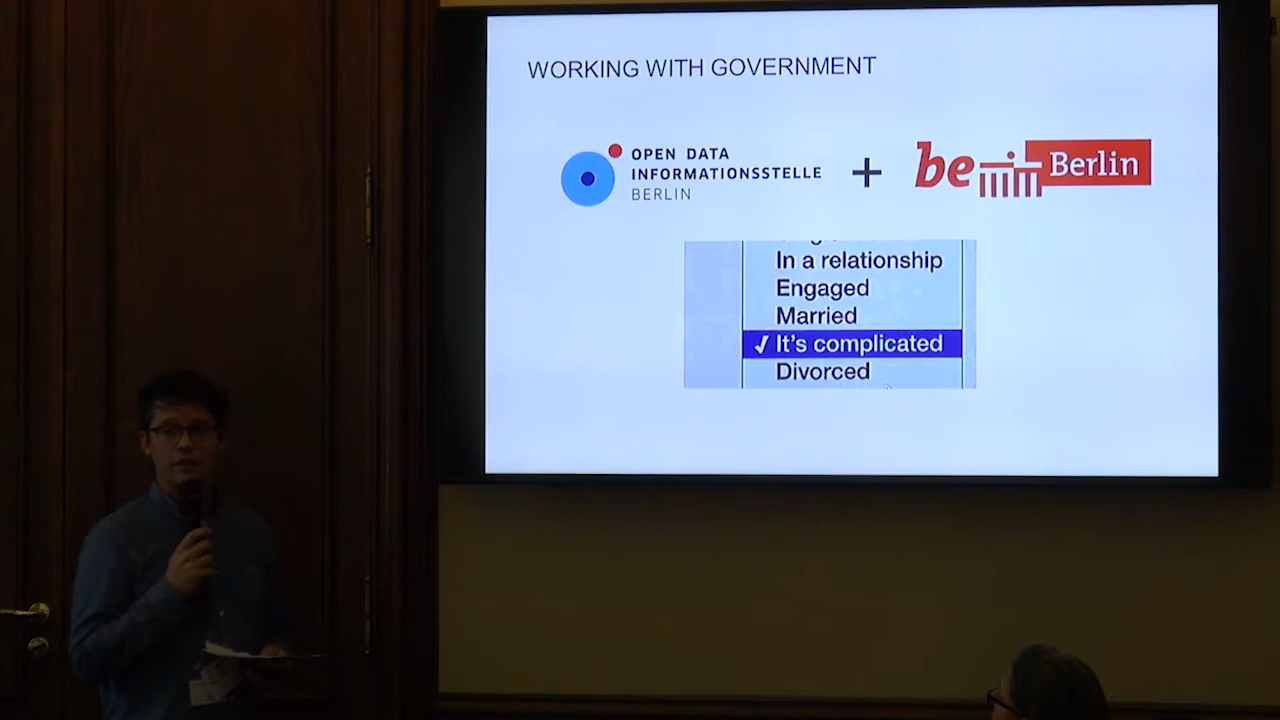 WORKING WITH GOVERNMENT
OPEN DATA
INFORMATIONSSTELLE
BERLIN
+
be Berlin
In a relationship
Engaged
Married
✓ It's complicated
Divorced